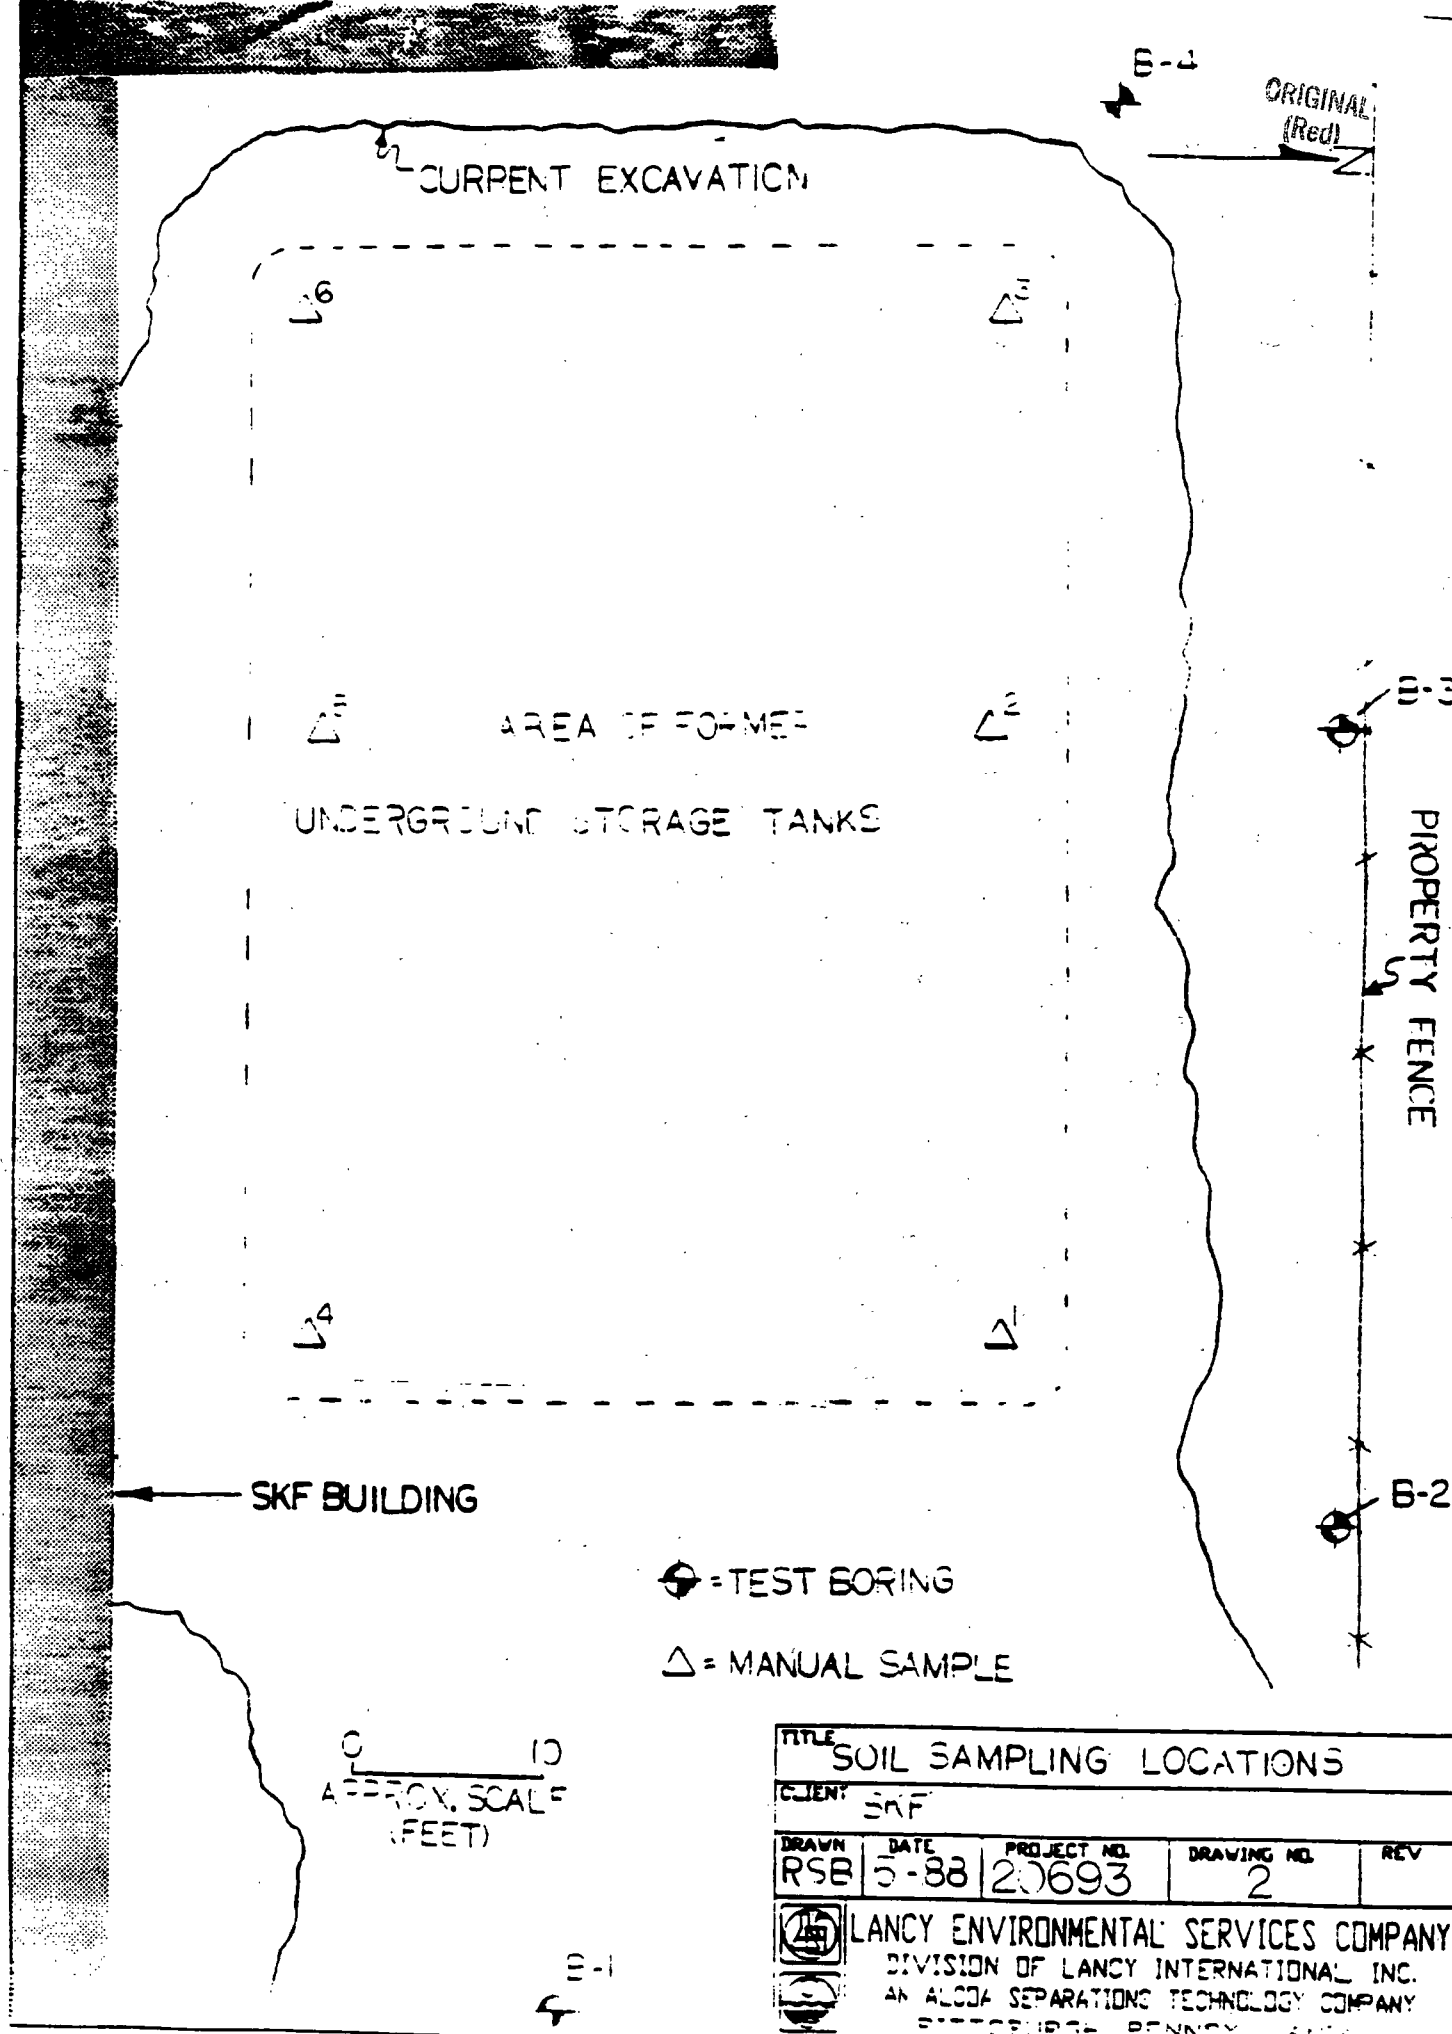 B-4
ORIGINAL
(Red)
N
CURRENT EXCAVATION
6
3
B-3
5
AREA OF FORMER
2
UNDERGROUND STORAGE TANKS
PROPERTY FENCE
4
1
SKF BUILDING
B-2
= TEST BORING
= MANUAL SAMPLE
0 10
APPROX. SCALE
(FEET)
TITLE SOIL SAMPLING LOCATIONS
CLIENT SKF
DRAWN DATE PROJECT NO. DRAWING NO. REV
RSB 5-88 20693 2
LANCY ENVIRONMENTAL SERVICES COMPANY
DIVISION OF LANCY INTERNATIONAL INC.
AN ALCOA SEPARATIONS TECHNOLOGY COMPANY
B-1